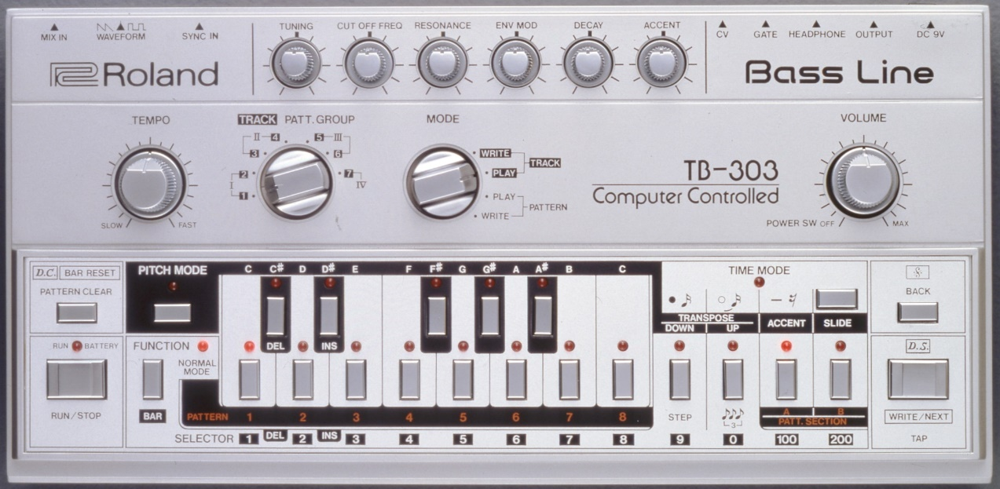 MIX IN
WAVEFORM
SYNC IN
TUNING
CUT OFF FREQ
RESONANCE
ENV MOD
DECAY
ACCENT
CV
GATE
HEADPHONE
OUTPUT
DC 9V
Roland
Bass Line
TEMPO
SLOW
FAST
TRACK PATT. GROUP
II 4 5 III
3 6
2 7
I IV
1
MODE
WRITE
PLAY
TRACK
PLAY
WRITE
PATTERN
TB-303
Computer Controlled
VOLUME
POWER SW OFF
MAX
D.C. BAR RESET
PATTERN CLEAR
PITCH MODE
C C# D D# E F F# G G# A A# B C
TIME MODE
TRANSPOSE
DOWN UP
ACCENT
SLIDE
S
BACK
RUN BATTERY
RUN/STOP
FUNCTION
NORMAL
MODE
BAR
DEL
INS
PATTERN 1 2 3 4 5 6 7 8
STEP
3
A B
PATT. SECTION
SELECTOR 1 DEL 2 INS 3 4 5 6 7 8 9 0 100 200
D.S.
WRITE/NEXT
TAP